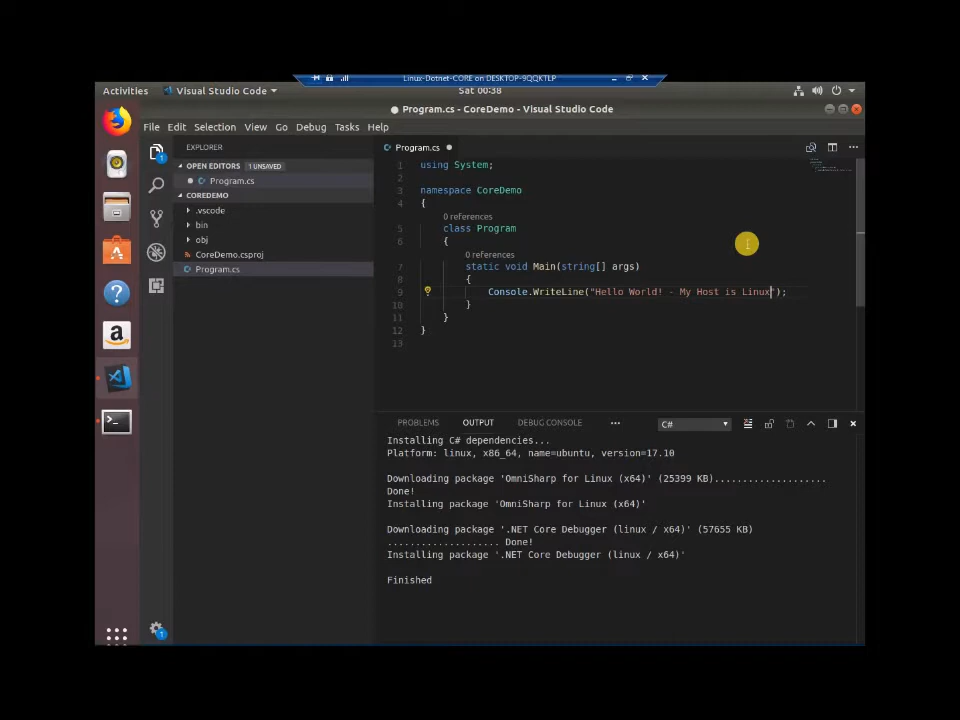 Linux-Dotnet-CORE on DESKTOP-9QQKTLP
Activities
Visual Studio Code
Sat 00:38
● Program.cs - CoreDemo - Visual Studio Code
File Edit Selection View Go Debug Tasks Help
EXPLORER
OPEN EDITORS 1 UNSAVED
Program.cs
COREDEMO
.vscode
bin
obj
CoreDemo.csproj
Program.cs
1
1
Program.cs
1 using System;
2
3 namespace CoreDemo
4 {
0 references
5 class Program
6 {
0 references
7 static void Main(string[] args)
8 {
9 Console.WriteLine("Hello World! - My Host is Linux");
10 }
11 }
12 }
13
PROBLEMS OUTPUT DEBUG CONSOLE ••• C#
Installing C# dependencies...
Platform: linux, x86_64, name=ubuntu, version=17.10
Downloading package 'OmniSharp for Linux (x64)' (25399 KB)....................
Done!
Installing package 'OmniSharp for Linux (x64)'
Downloading package '.NET Core Debugger (linux / x64)' (57655 KB)
.................... Done!
Installing package '.NET Core Debugger (linux / x64)'
Finished